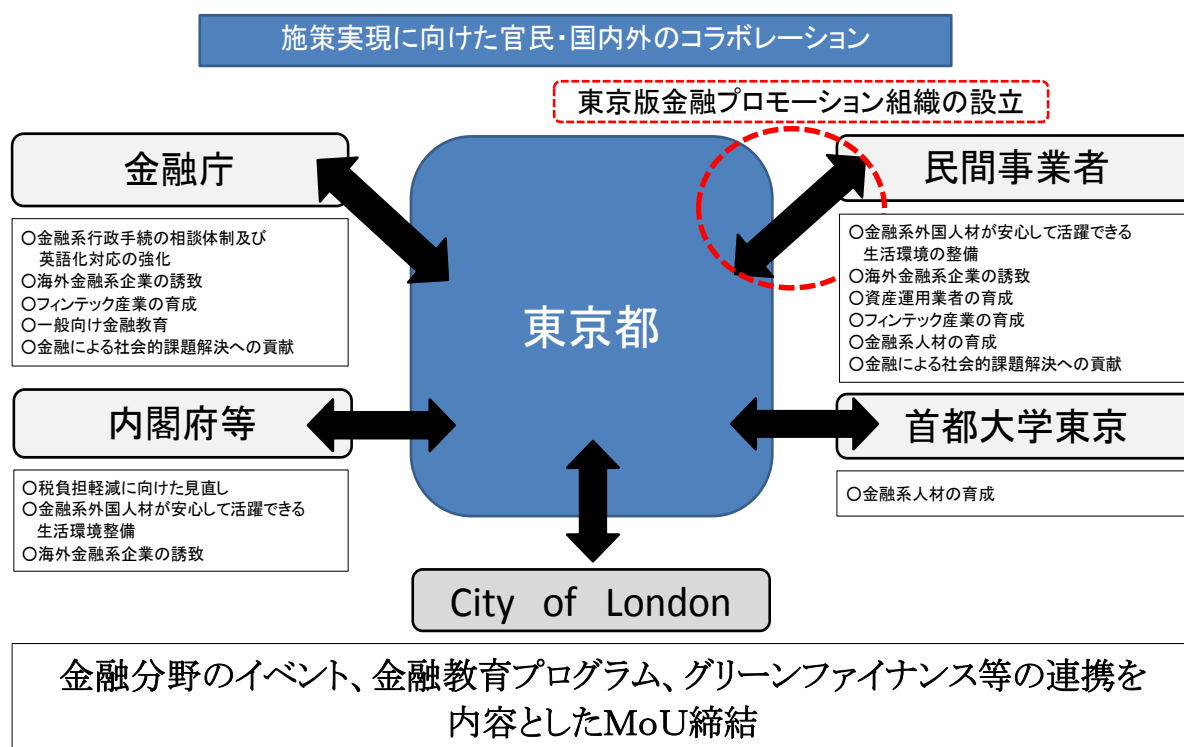 施策実現に向けた官民・国内外のコラボレーション
東京版金融プロモーション組織の設立
金融庁
○金融系行政手続の相談体制及び
英語化対応の強化
○海外金融系企業の誘致
○フィンテック産業の育成
○一般向け金融教育
○金融による社会的課題解決への貢献
内閣府等
○税負担軽減に向けた見直し
○金融系外国人材が安心して活躍できる
生活環境整備
○海外金融系企業の誘致
東京都
民間事業者
○金融系外国人材が安心して活躍できる
生活環境の整備
○海外金融系企業の誘致
○資産運用業者の育成
○フィンテック産業の育成
○金融系人材の育成
○金融による社会的課題解決への貢献
首都大学東京
○金融系人材の育成
City of London
金融分野のイベント、金融教育プログラム、グリーンファイナンス等の連携を
内容としたMoU締結